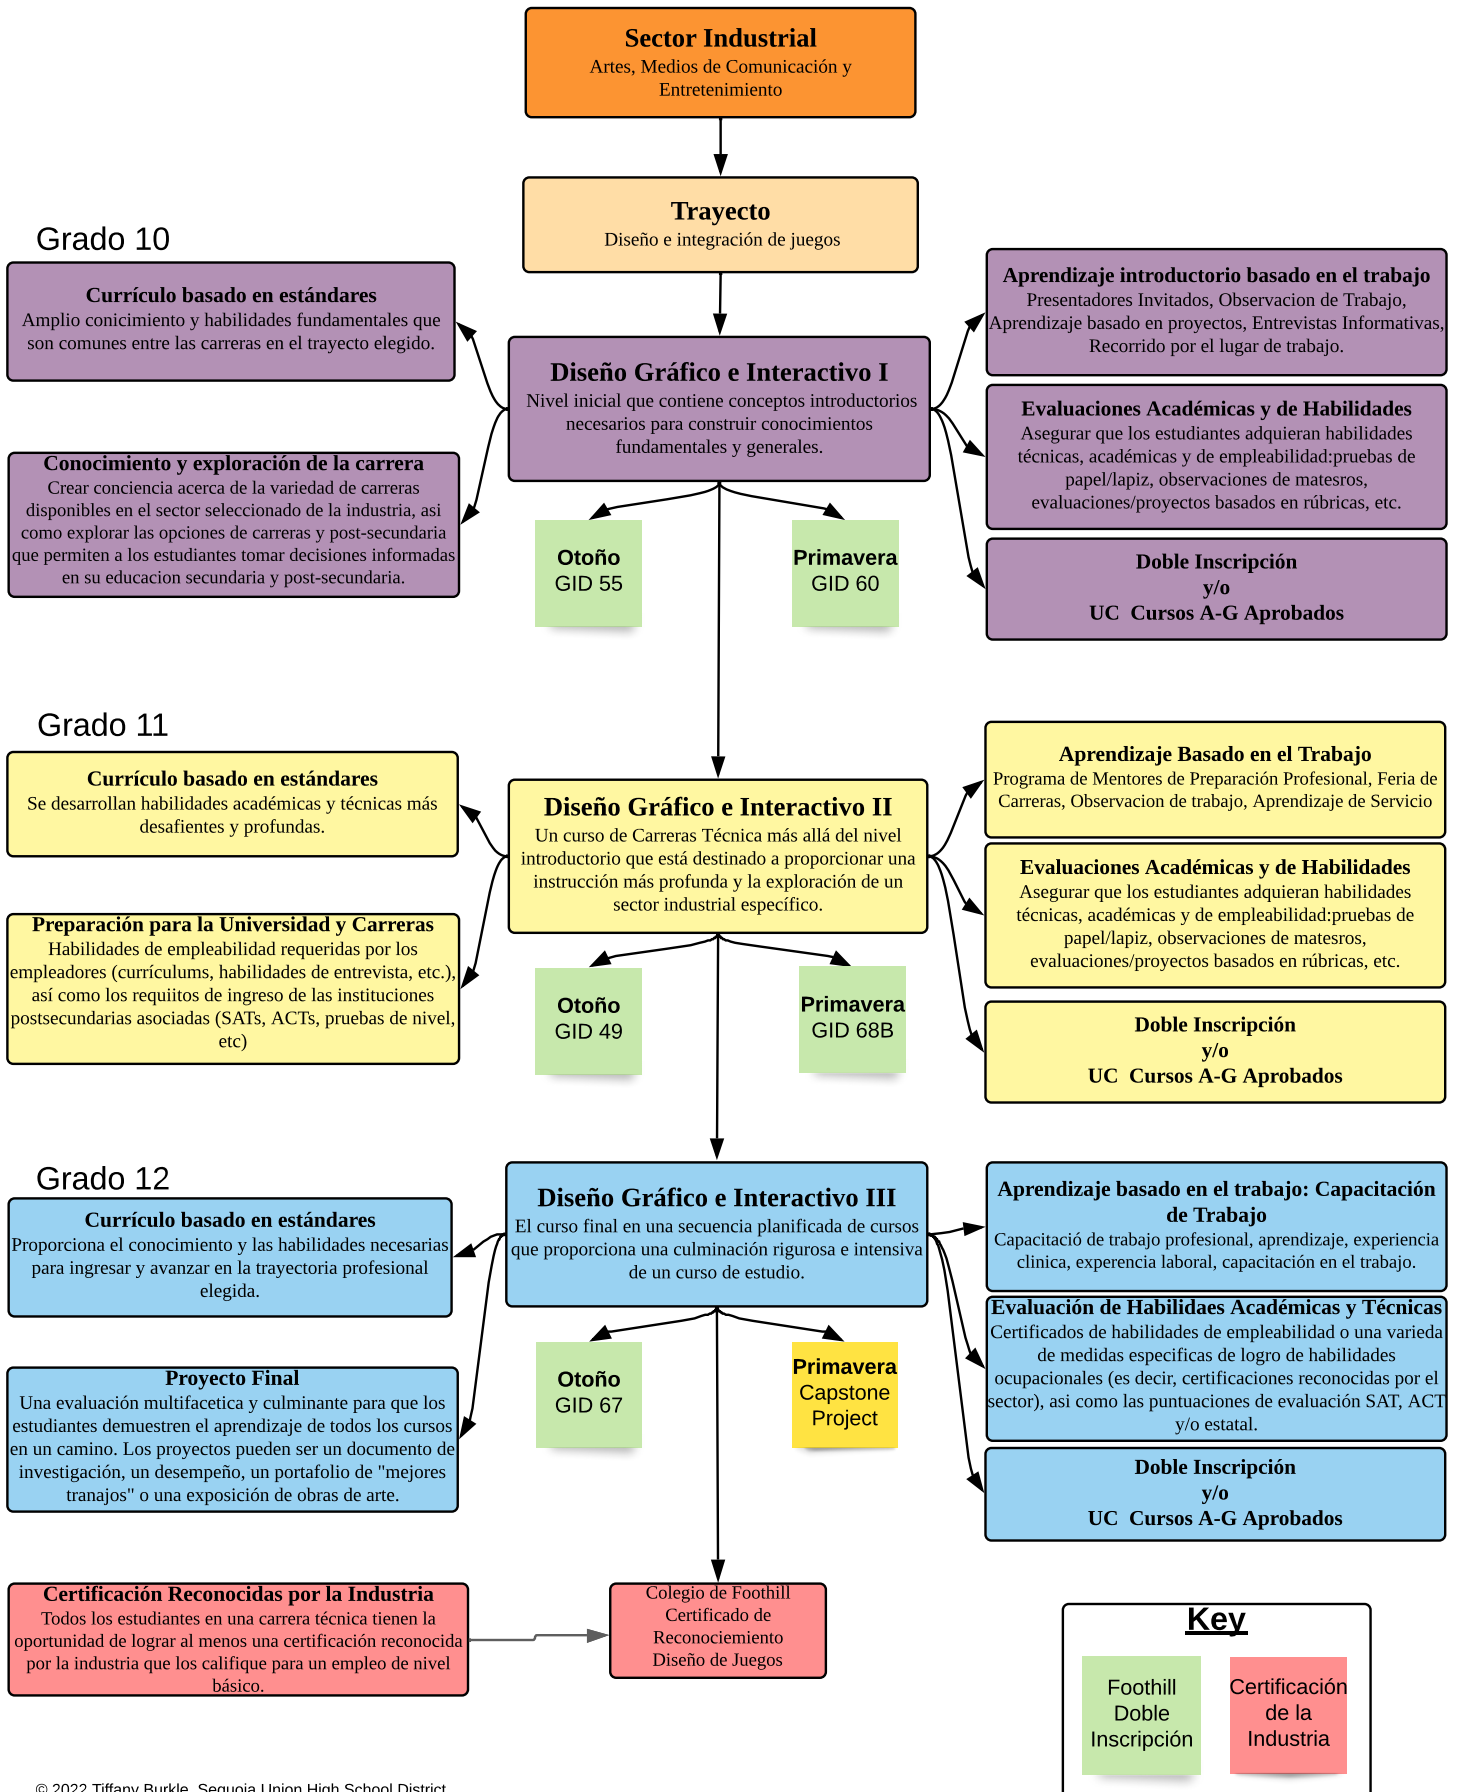 Sector Industrial
Artes, Medios de Comunicación y
Entretenimiento
Trayecto
Diseño e integración de juegos
Grado 10
Currículo basado en estándares
Amplio conicimiento y habilidades fundamentales que
son comunes entre las carreras en el trayecto elegido.
Conocimiento y exploración de la carrera
Crear conciencia acerca de la variedad de carreras
disponibles en el sector seleccionado de la industria, asi
como explorar las opciones de carreras y post-secundaria
que permiten a los estudiantes tomar decisiones informadas
en su educacion secundaria y post-secundaria.
Diseño Gráfico e Interactivo I
Nivel inicial que contiene conceptos introductorios
necesarios para construir conocimientos
fundamentales y generales.
Otoño
GID 55
Primavera
GID 60
Aprendizaje introductorio basado en el trabajo
Presentadores Invitados, Observacion de Trabajo,
Aprendizaje basado en proyectos, Entrevistas Informativas,
Recorrido por el lugar de trabajo.
Evaluaciones Académicas y de Habilidades
Asegurar que los estudiantes adquieran habilidades
técnicas, académicas y de empleabilidad:pruebas de
papel/lapiz, observaciones de matesros,
evaluaciones/proyectos basados en rúbricas, etc.
Doble Inscripción
y/o
UC  Cursos A-G Aprobados
Grado 11
Currículo basado en estándares
Se desarrollan habilidades académicas y técnicas más
desafientes y profundas.
Preparación para la Universidad y Carreras
Habilidades de empleabilidad requeridas por los
empleadores (currículums, habilidades de entrevista, etc.),
así como los requiitos de ingreso de las instituciones
postsecundarias asociadas (SATs, ACTs, pruebas de nivel,
etc)
Diseño Gráfico e Interactivo II
Un curso de Carreras Técnica más allá del nivel
introductorio que está destinado a proporcionar una
instrucción más profunda y la exploración de un
sector industrial específico.
Otoño
GID 49
Primavera
GID 68B
Aprendizaje Basado en el Trabajo
Programa de Mentores de Preparación Profesional, Feria de
Carreras, Observacion de trabajo, Aprendizaje de Servicio
Evaluaciones Académicas y de Habilidades
Asegurar que los estudiantes adquieran habilidades
técnicas, académicas y de empleabilidad:pruebas de
papel/lapiz, observaciones de matesros,
evaluaciones/proyectos basados en rúbricas, etc.
Doble Inscripción
y/o
UC  Cursos A-G Aprobados
Grado 12
Currículo basado en estándares
Proporciona el conocimiento y las habilidades necesarias
para ingresar y avanzar en la trayectoria profesional
elegida.
Proyecto Final
Una evaluación multifacetica y culminante para que los
estudiantes demuestren el aprendizaje de todos los cursos
en un camino. Los proyectos pueden ser un documento de
investigación, un desempeño, un portafolio de "mejores
tranajos" o una exposición de obras de arte.
Diseño Gráfico e Interactivo III
El curso final en una secuencia planificada de cursos
que proporciona una culminación rigurosa e intensiva
de un curso de estudio.
Otoño
GID 67
Primavera
Capstone
Project
Aprendizaje basado en el trabajo: Capacitación
de Trabajo
Capacitació de trabajo profesional, aprendizaje, experiencia
clinica, experencia laboral, capacitación en el trabajo.
Evaluación de Habilidaes Académicas y Técnicas
Certificados de habilidades de empleabilidad o una varieda
de medidas especificas de logro de habilidades
ocupacionales (es decir, certificaciones reconocidas por el
sector), asi como las puntuaciones de evaluación SAT, ACT
y/o estatal.
Doble Inscripción
y/o
UC  Cursos A-G Aprobados
Certificación Reconocidas por la Industria
Todos los estudiantes en una carrera técnica tienen la
oportunidad de lograr al menos una certificación reconocida
por la industria que los califique para un empleo de nivel
básico.
Colegio de Foothill
Certificado de
Reconociemiento
Diseño de Juegos
Key
Foothill
Doble
Inscripción
Certificación
de la
Industria
© 2022 Tiffany Burkle, Sequoia Union High School District